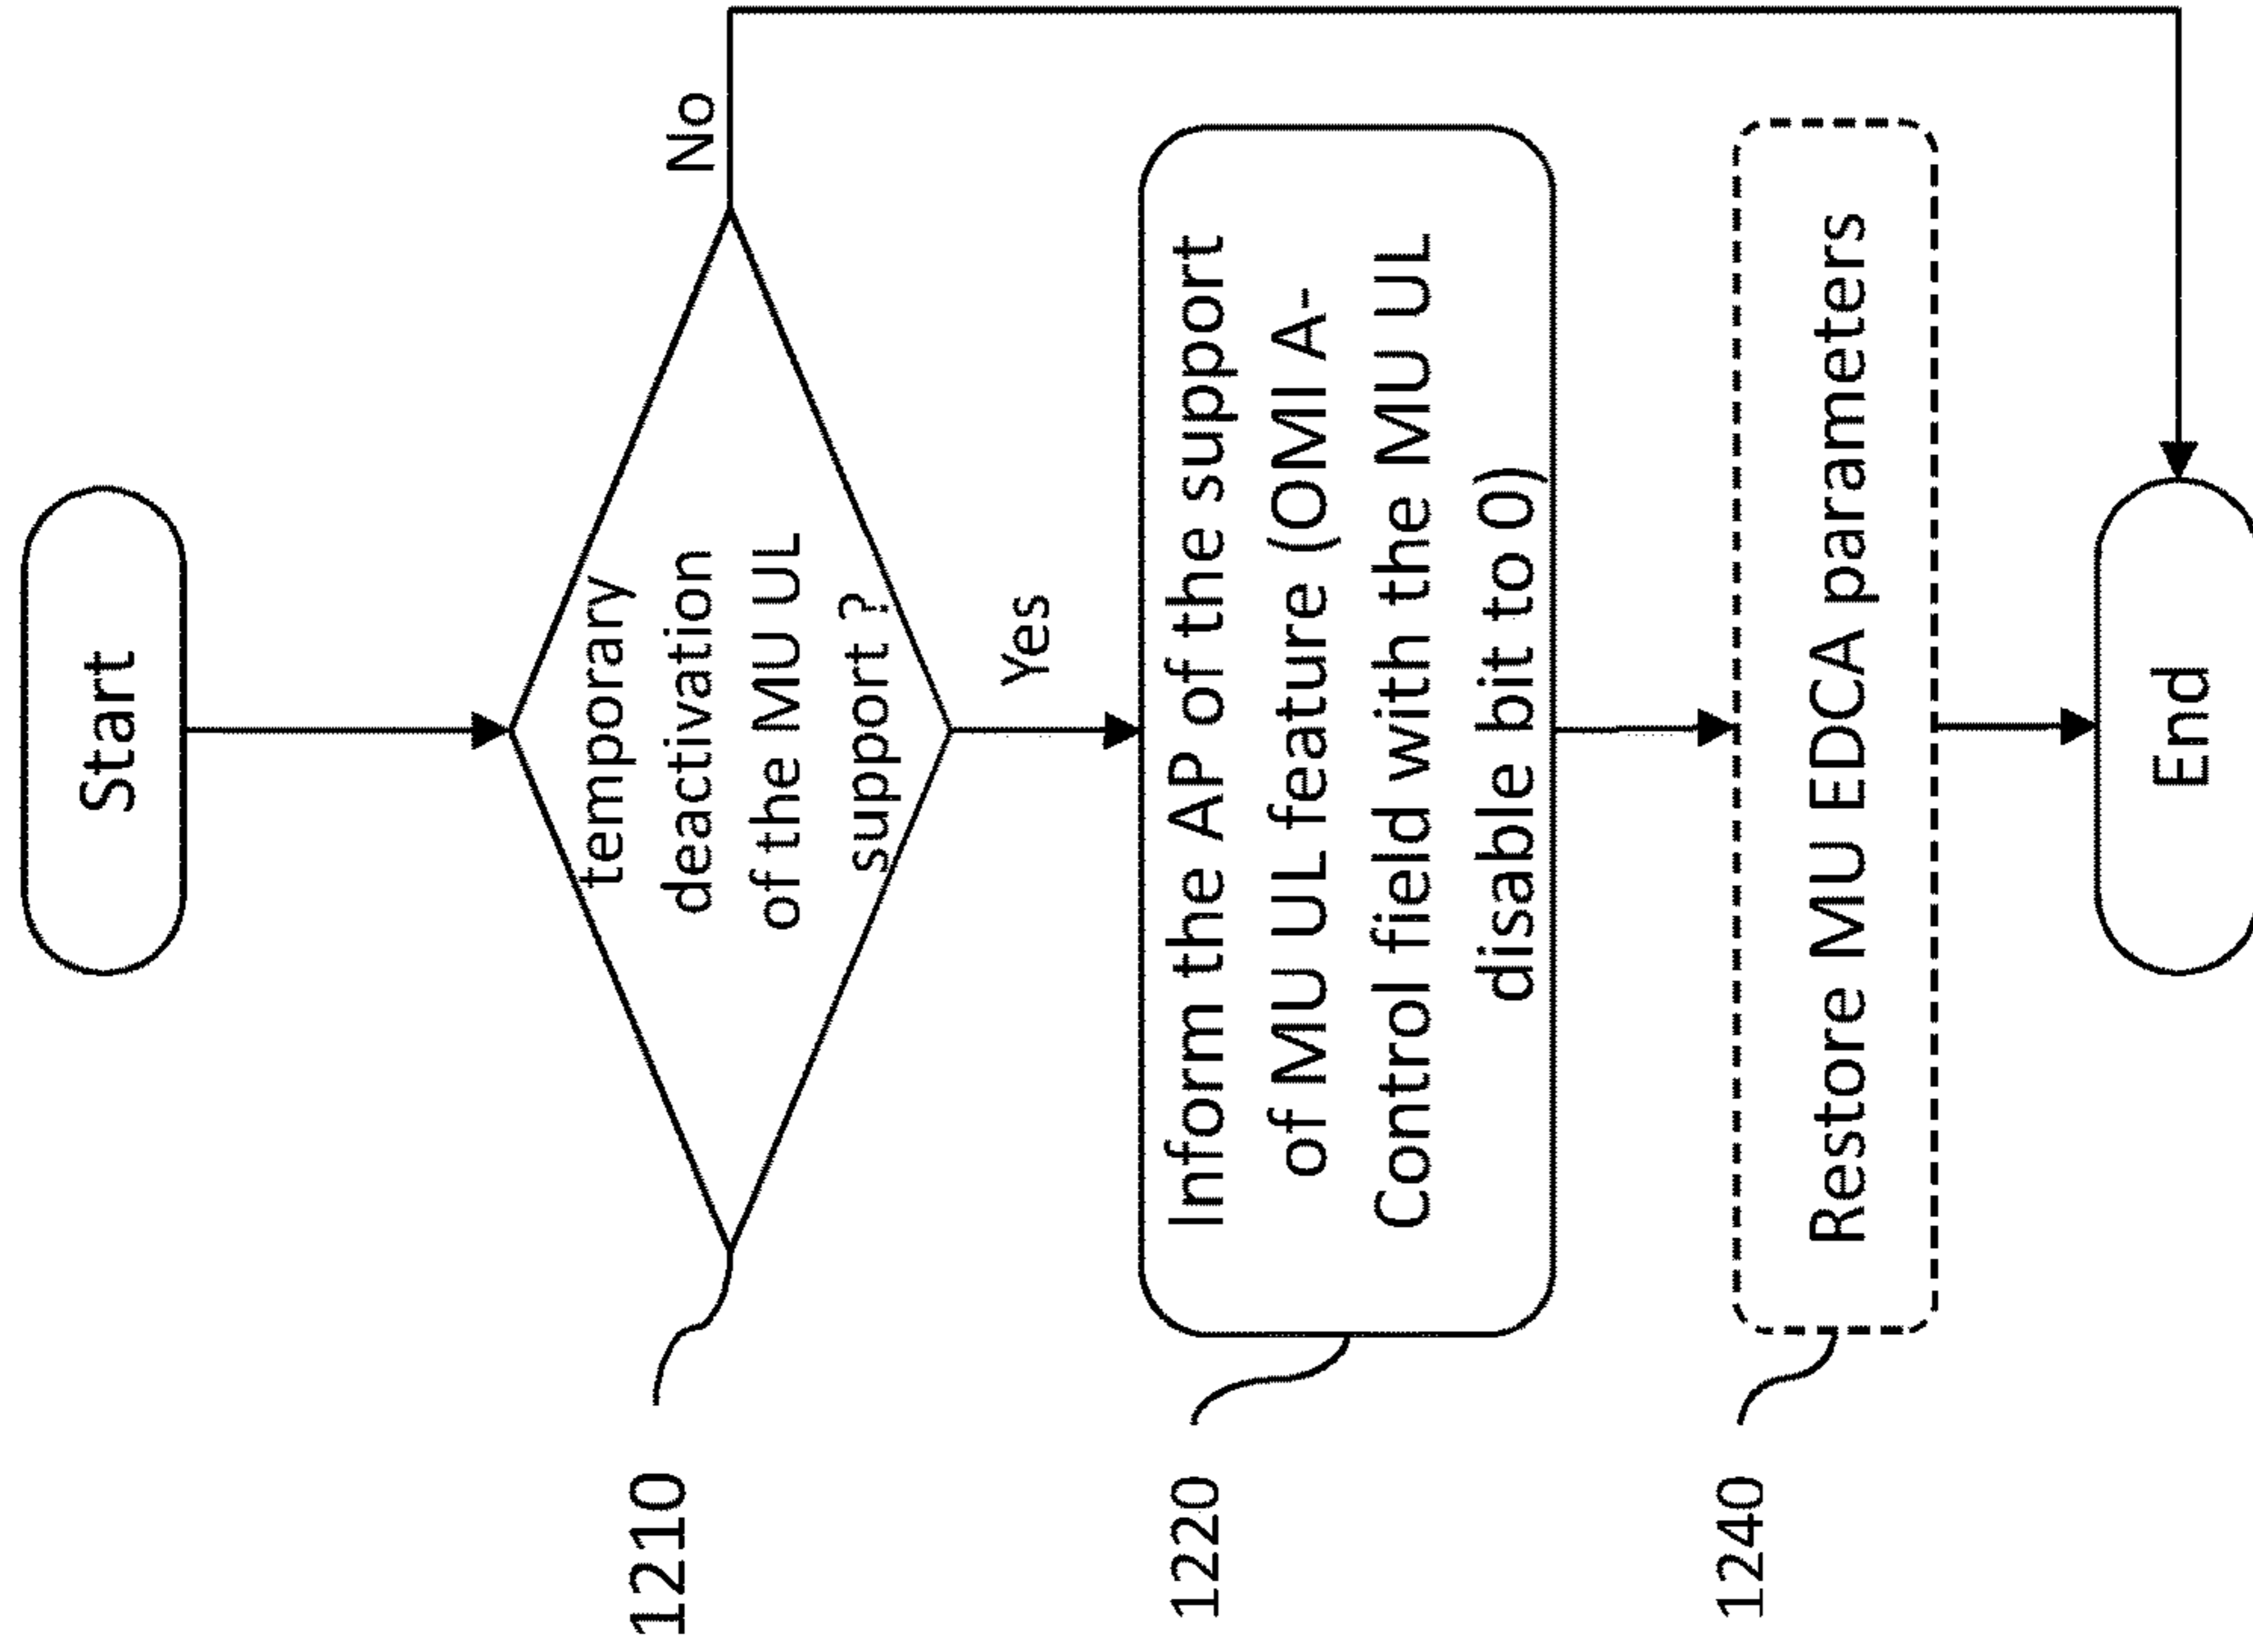 Start
1210
temporary
deactivation
of the MU UL
support ?
No
Yes
1220
Inform the AP of the support
of MU UL feature (OMI A-
Control field with the MU UL
disable bit to 0)
1240
Restore MU EDCA parameters
End